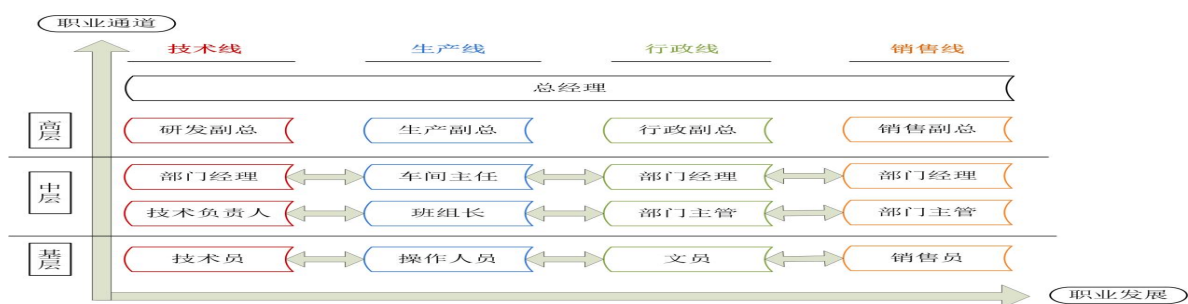 职业通道
技术线 生产线 行政线 销售线
总经理
高层 研发副总 生产副总 行政副总 销售副总
中层 部门经理 车间主任 部门经理 部门经理
技术负责人 班组长 部门主管 部门主管
基层 技术员 操作人员 文员 销售员
职业发展